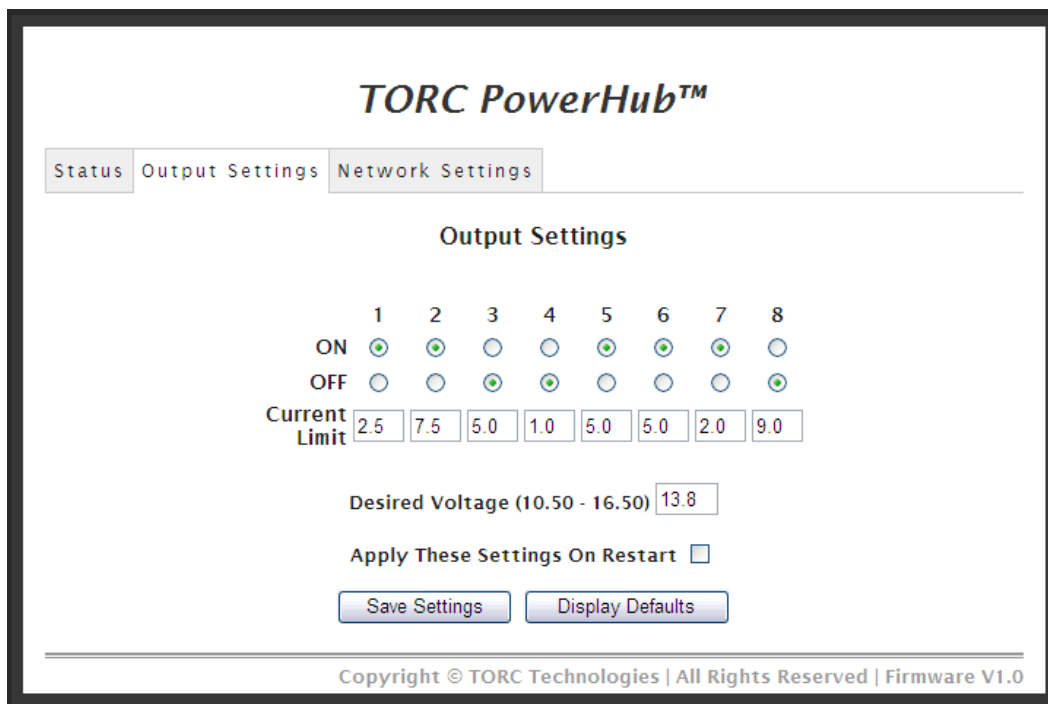 TORC PowerHub™
Status Output Settings Network Settings
Output Settings
1 2 3 4 5 6 7 8
ON
OFF
Current
Limit 2.5 7.5 5.0 1.0 5.0 5.0 2.0 9.0
Desired Voltage (10.50 - 16.50) 13.8
Apply These Settings On Restart
Save Settings Display Defaults
Copyright © TORC Technologies | All Rights Reserved | Firmware V1.0